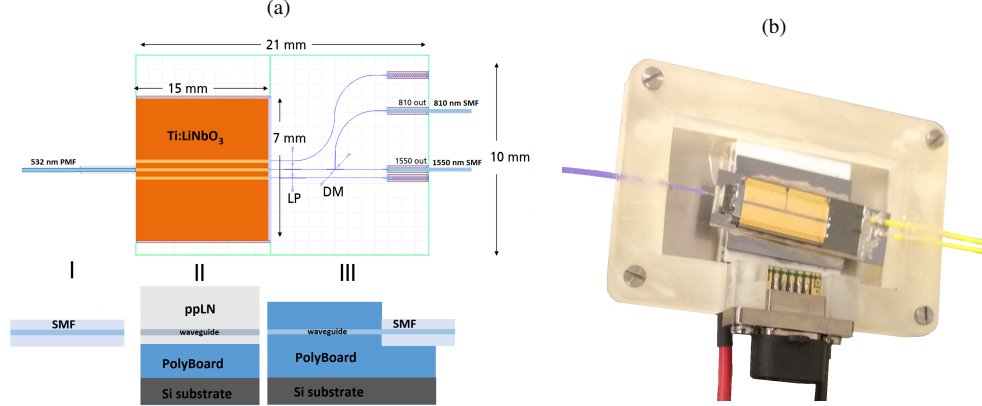 (a)
(b)
21 mm
15 mm
810 nm SMF
810 out
Ti:LiNbO3
7 mm
10 mm
532 nm PMF
1550 out
1550 nm SMF
LP
DM
I
II
III
ppLN
SMF
waveguide
waveguide
SMF
PolyBoard
PolyBoard
Si substrate
Si substrate